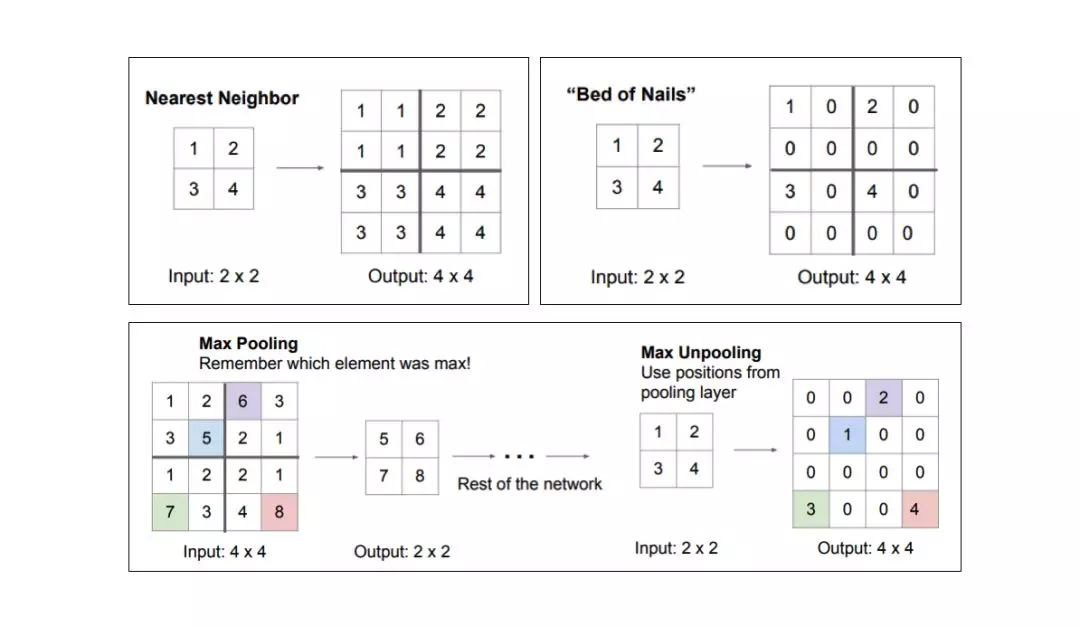 Nearest Neighbor
1 2
3 4
Input: 2 x 2
1 1 2 2
1 1 2 2
3 3 4 4
3 3 4 4
Output: 4 x 4
“Bed of Nails”
1 2
3 4
Input: 2 x 2
1 0 2 0
0 0 0 0
3 0 4 0
0 0 0 0
Output: 4 x 4
Max Pooling
Remember which element was max!
1 2 6 3
3 5 2 1
1 2 2 1
7 3 4 8
Input: 4 x 4
5 6
7 8
Output: 2 x 2
...
Rest of the network
Max Unpooling
Use positions from
pooling layer
1 2
3 4
Input: 2 x 2
0 0 2 0
0 1 0 0
0 0 0 0
3 0 0 4
Output: 4 x 4